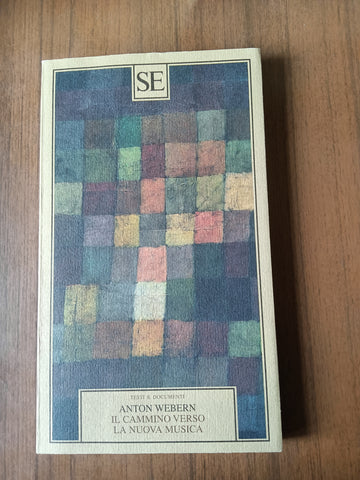 SE
TESTI E DOCUMENTI
ANTON WEBERN
IL CAMMINO VERSO
LA NUOVA MUSICA